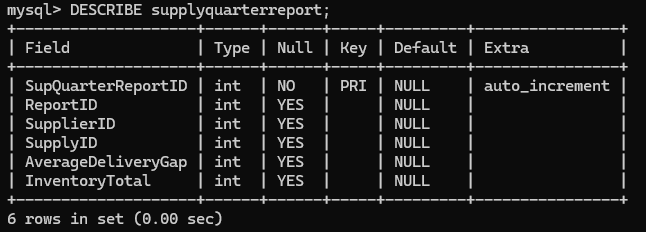 mysql> DESCRIBE supplyquarterreport;
+--------------------+------+------+-----+---------+----------------+
| Field              | Type | Null | Key | Default | Extra          |
+--------------------+------+------+-----+---------+----------------+
| SupQuarterReportID | int  | NO   | PRI | NULL    | auto_increment |
| ReportID           | int  | YES  |     | NULL    |                |
| SupplierID         | int  | YES  |     | NULL    |                |
| SupplyID           | int  | YES  |     | NULL    |                |
| AverageDeliveryGap | int  | YES  |     | NULL    |                |
| InventoryTotal     | int  | YES  |     | NULL    |                |
+--------------------+------+------+-----+---------+----------------+
6 rows in set (0.00 sec)